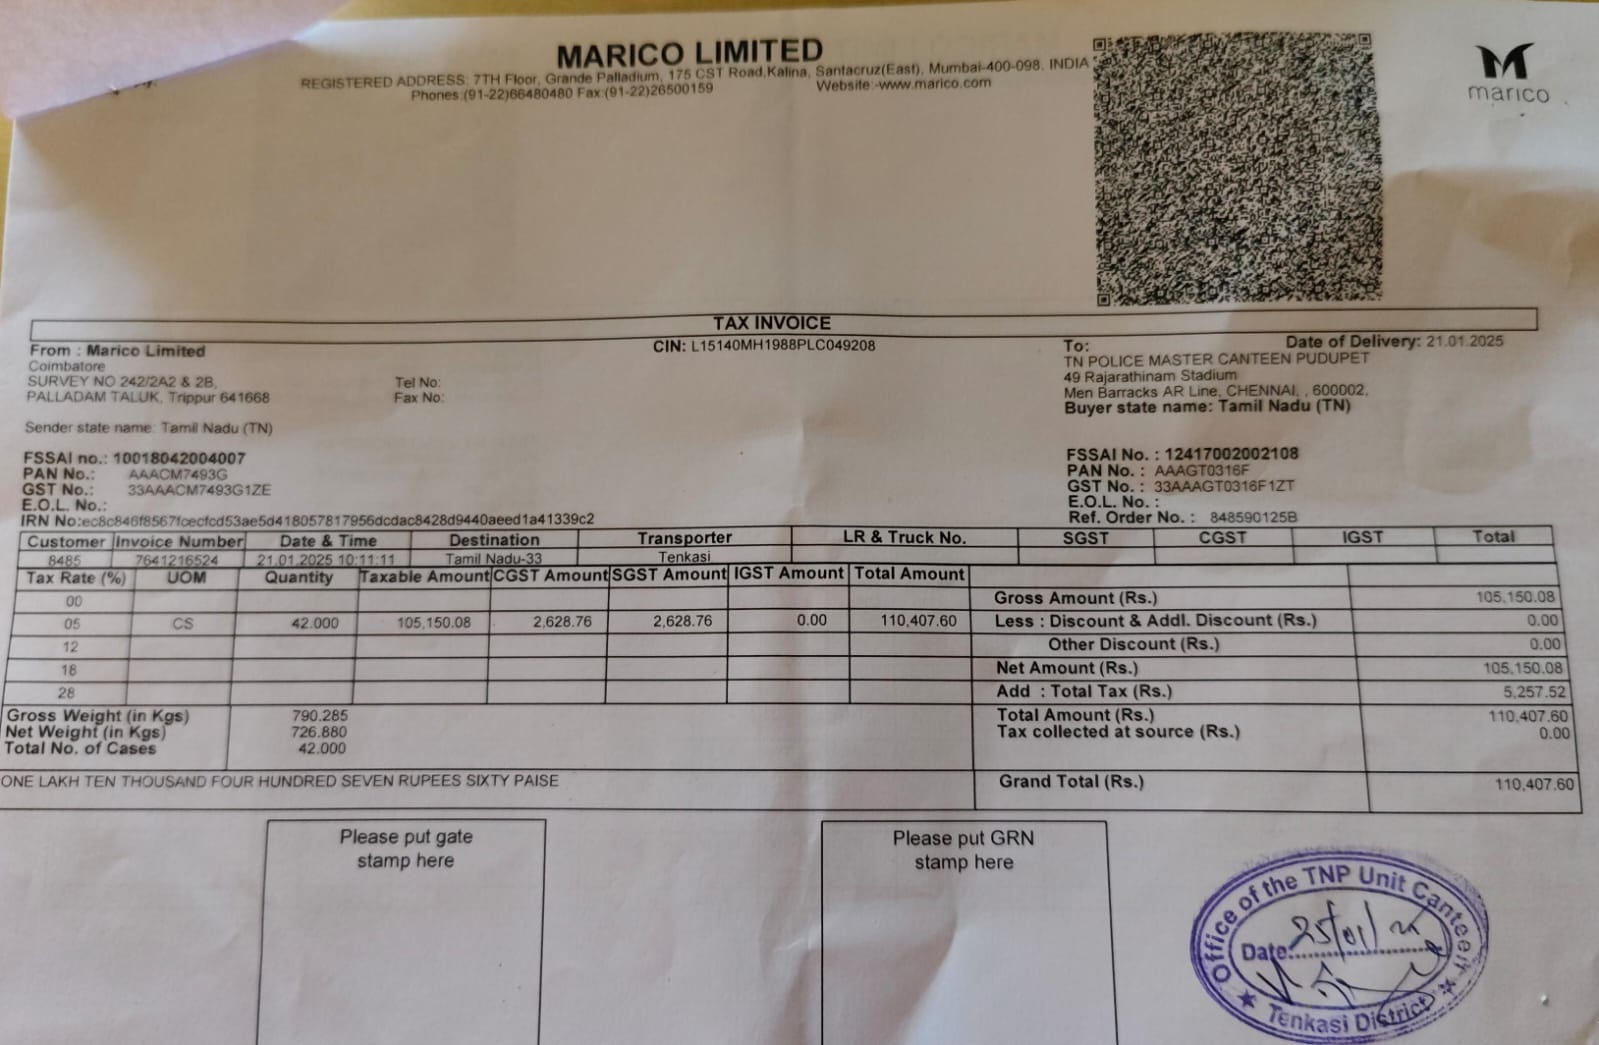 MARICO LIMITED
REGISTERED ADDRESS: 7TH Floor, Grande Palladium, 175 CST Road,Kalina, Santacruz(East), Mumbai-400-098. INDIA
Phones:(91-22)66480480 Fax:(91-22)26500159 Website:-www.marico.com
marico
TAX INVOICE
From : Marico Limited
Coimbatore
SURVEY NO 242/2A2 & 2B,
PALLADAM TALUK, Trippur 641668
Sender state name: Tamil Nadu (TN)
Tel No:
Fax No:
CIN: L15140MH1988PLC049208
To: Date of Delivery: 21.01.2025
TN POLICE MASTER CANTEEN PUDUPET
49 Rajarathinam Stadium
Men Barracks AR Line, CHENNAI, , 600002,
Buyer state name: Tamil Nadu (TN)
FSSAI no.: 10018042004007
PAN No.: AAACM7493G
GST No.: 33AAACM7493G1ZE
E.O.L. No.:
IRN No:ec8c846f8567fcecfcd53ae5d418057817956dcdac8428d9440aeed1a41339c2
FSSAI No. : 12417002002108
PAN No. : AAAGT0316F
GST No. : 33AAAGT0316F1ZT
E.O.L. No. :
Ref. Order No. : 848590125B
Customer Invoice Number Date & Time Destination Transporter LR & Truck No. SGST CGST IGST Total
8485 7641216524 21.01.2025 10:11:11 Tamil Nadu-33 Tenkasi
Tax Rate (%) UOM Quantity Taxable Amount CGST Amount SGST Amount IGST Amount Total Amount
00
05 CS 42.000 105,150.08 2,628.76 2,628.76 0.00 110,407.60
12
18
28
Gross Amount (Rs.) 105,150.08
Less : Discount & Addl. Discount (Rs.) 0.00
Other Discount (Rs.) 0.00
Net Amount (Rs.) 105,150.08
Add : Total Tax (Rs.) 5,257.52
Gross Weight (in Kgs) 790.285
Net Weight (in Kgs) 726.880
Total No. of Cases 42.000
Total Amount (Rs.) 110,407.60
Tax collected at source (Rs.) 0.00
ONE LAKH TEN THOUSAND FOUR HUNDRED SEVEN RUPEES SIXTY PAISE
Grand Total (Rs.) 110,407.60
Please put gate
stamp here
Please put GRN
stamp here
Office of the TNP Unit Canteen
Date 25/01/
Tenkasi District